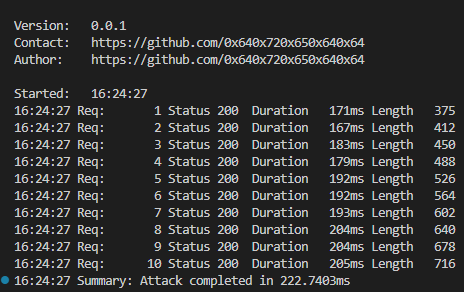 Version: 0.0.1
Contact: https://github.com/0x640x720x650x640x64
Author: https://github.com/0x640x720x650x640x64
Started: 16:24:27
16:24:27 Req: 1 Status 200 Duration 171ms Length 375
16:24:27 Req: 2 Status 200 Duration 167ms Length 412
16:24:27 Req: 3 Status 200 Duration 183ms Length 450
16:24:27 Req: 4 Status 200 Duration 179ms Length 488
16:24:27 Req: 5 Status 200 Duration 192ms Length 526
16:24:27 Req: 6 Status 200 Duration 192ms Length 564
16:24:27 Req: 7 Status 200 Duration 193ms Length 602
16:24:27 Req: 8 Status 200 Duration 204ms Length 640
16:24:27 Req: 9 Status 200 Duration 204ms Length 678
16:24:27 Req: 10 Status 200 Duration 205ms Length 716
16:24:27 Summary: Attack completed in 222.7403ms